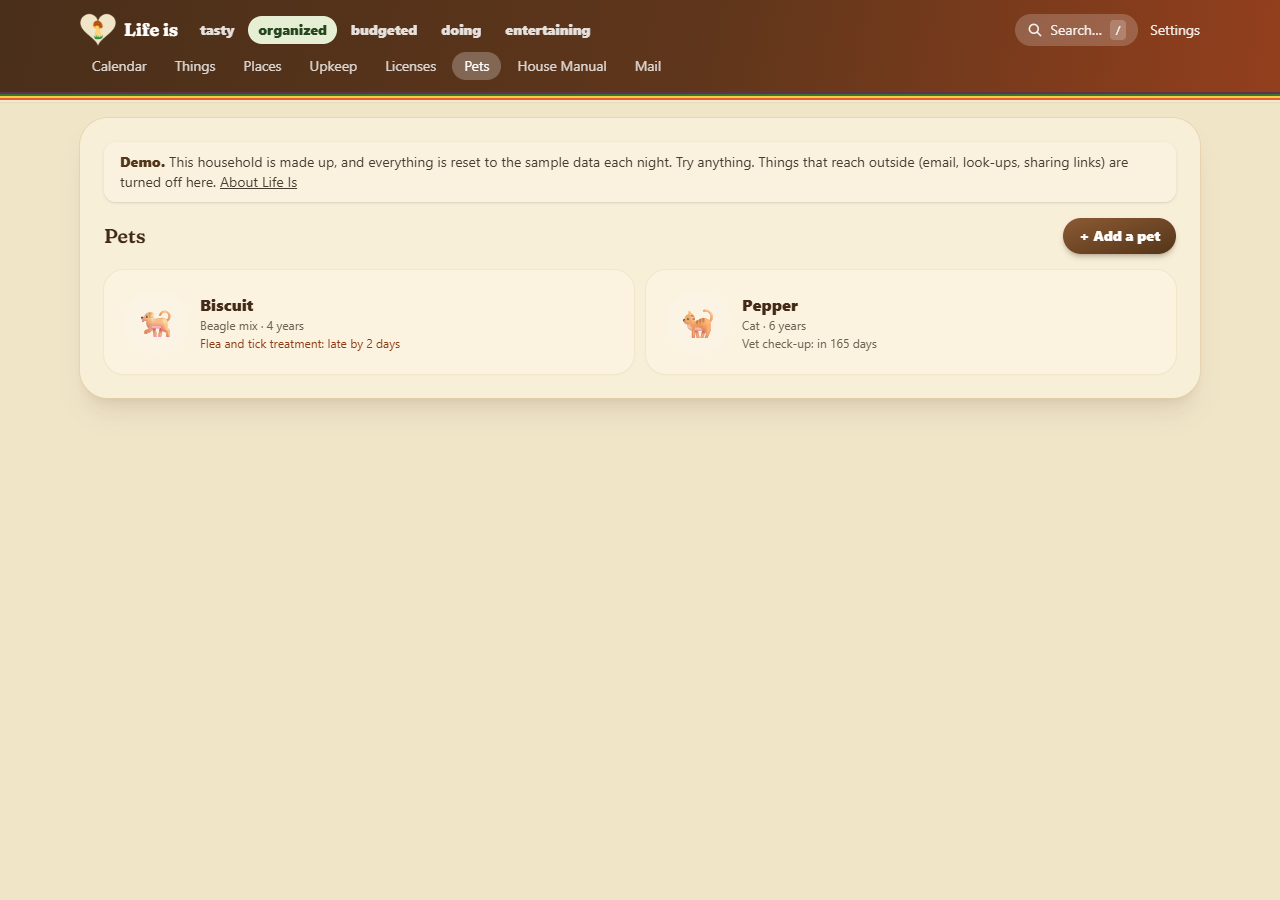 Life is tasty organized budgeted doing entertaining Search... / Settings
Calendar Things Places Upkeep Licenses Pets House Manual Mail
Demo. This household is made up, and everything is reset to the sample data each night. Try anything. Things that reach outside (email, look-ups, sharing links) are
turned off here. About Life Is
Pets + Add a pet
Biscuit
Beagle mix · 4 years
Flea and tick treatment: late by 2 days
Pepper
Cat · 6 years
Vet check-up: in 165 days